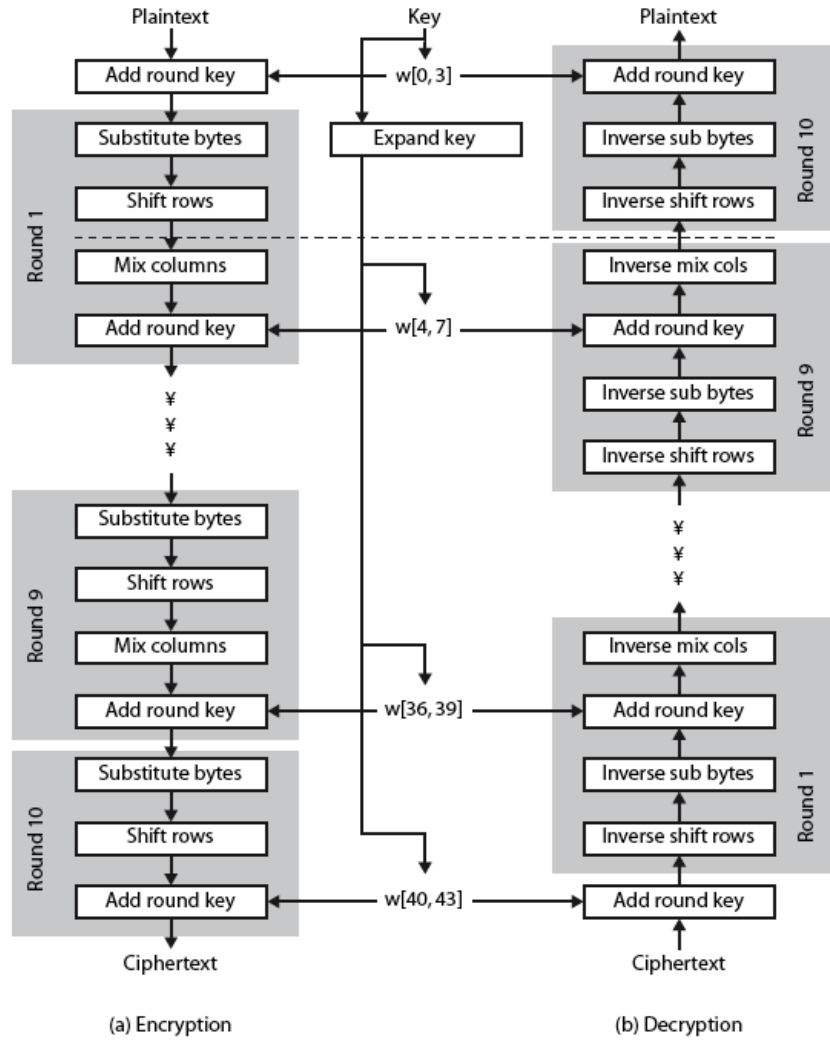 Plaintext
Key
Plaintext
Add round key
w[0, 3]
Add round key
Substitute bytes
Expand key
Inverse sub bytes
Shift rows
Inverse shift rows
Round 1
Round 10
Mix columns
Inverse mix cols
Add round key
w[4, 7]
Add round key
¥
¥
¥
Inverse sub bytes
Inverse shift rows
Round 9
Substitute bytes
Shift rows
Mix columns
Add round key
Round 9
¥
¥
¥
Inverse mix cols
w[36, 39]
Add round key
Substitute bytes
Inverse sub bytes
Shift rows
Inverse shift rows
Round 10
Round 1
Add round key
w[40, 43]
Add round key
Ciphertext
Ciphertext
(a) Encryption
(b) Decryption